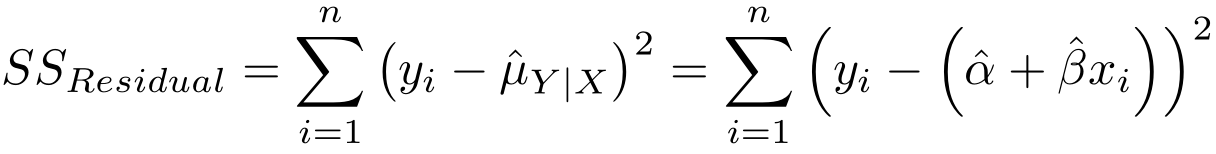 $SS_{Residual} = \sum_{i=1}^{n} \left( y_i - \hat{\mu}_{Y|X} \right)^2 = \sum_{i=1}^{n} \left( y_i - \left( \hat{\alpha} + \hat{\beta} x_i \right) \right)^2$